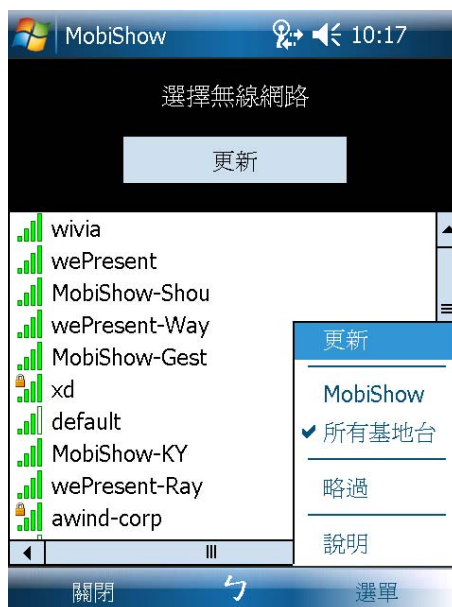 MobiShow 10:17
選擇無線網路
更新
wivia
wePresent
MobiShow-Shou
wePresent-Way
MobiShow-Gest
xd
default
MobiShow-KY
wePresent-Ray
awind-corp
更新
MobiShow
所有基地台
略過
說明
關閉 ㄅ 選單